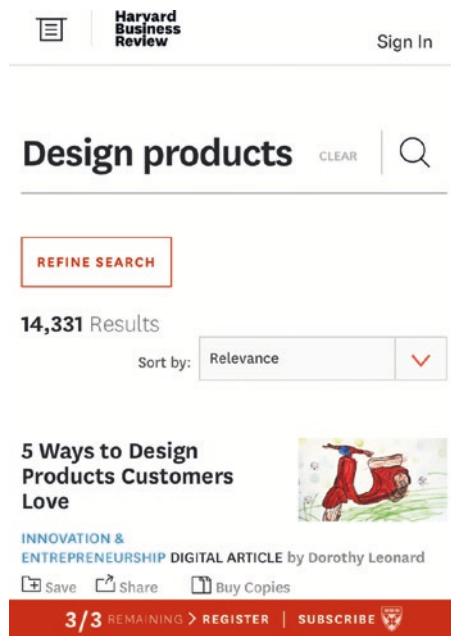 Harvard
Business
Review
Sign In
Design products CLEAR
REFINE SEARCH
14,331 Results
Sort by: Relevance
5 Ways to Design
Products Customers
Love
INNOVATION &
ENTREPRENEURSHIP DIGITAL ARTICLE by Dorothy Leonard
Save Share Buy Copies
3/3 REMAINING > REGISTER | SUBSCRIBE